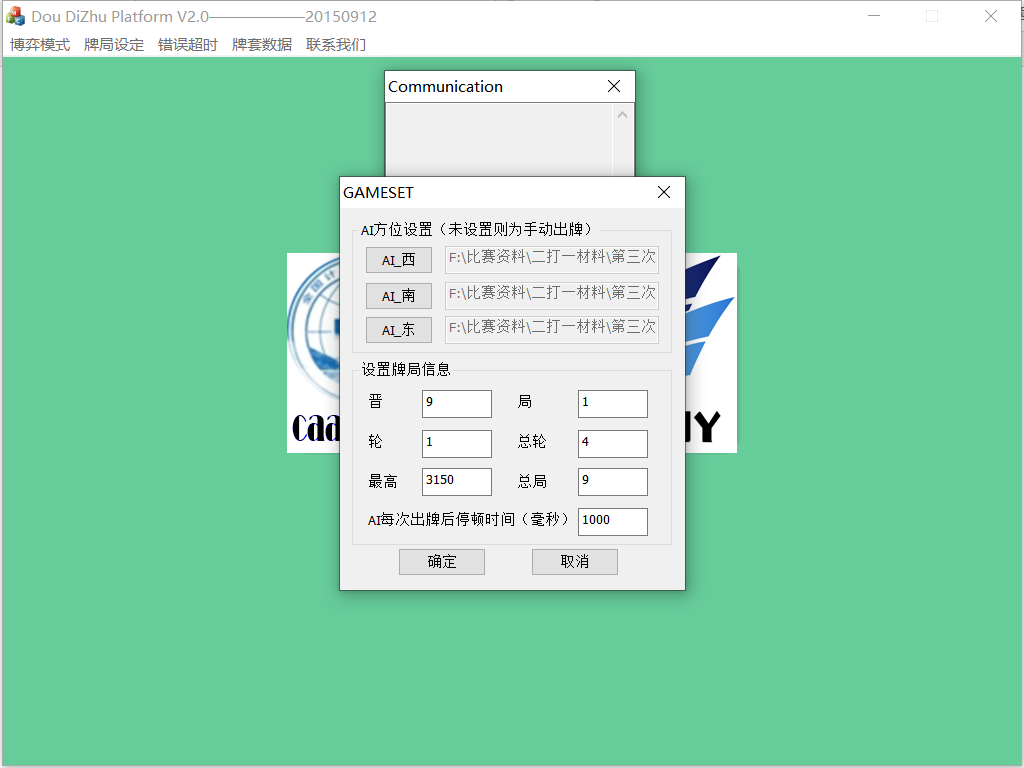 Dou DiZhu Platform V2.0——————20150912
博弈模式 牌局设定 错误超时 牌套数据 联系我们
Communication
GAMESET
AI方位设置（未设置则为手动出牌）
AI_西 F:\比赛资料\二打一材料\第三次
AI_南 F:\比赛资料\二打一材料\第三次
AI_东 F:\比赛资料\二打一材料\第三次
设置牌局信息
晋 9 局 1
轮 1 总轮 4
最高 3150 总局 9
AI每次出牌后停顿时间（毫秒） 1000
确定 取消
全国计
caa
Y